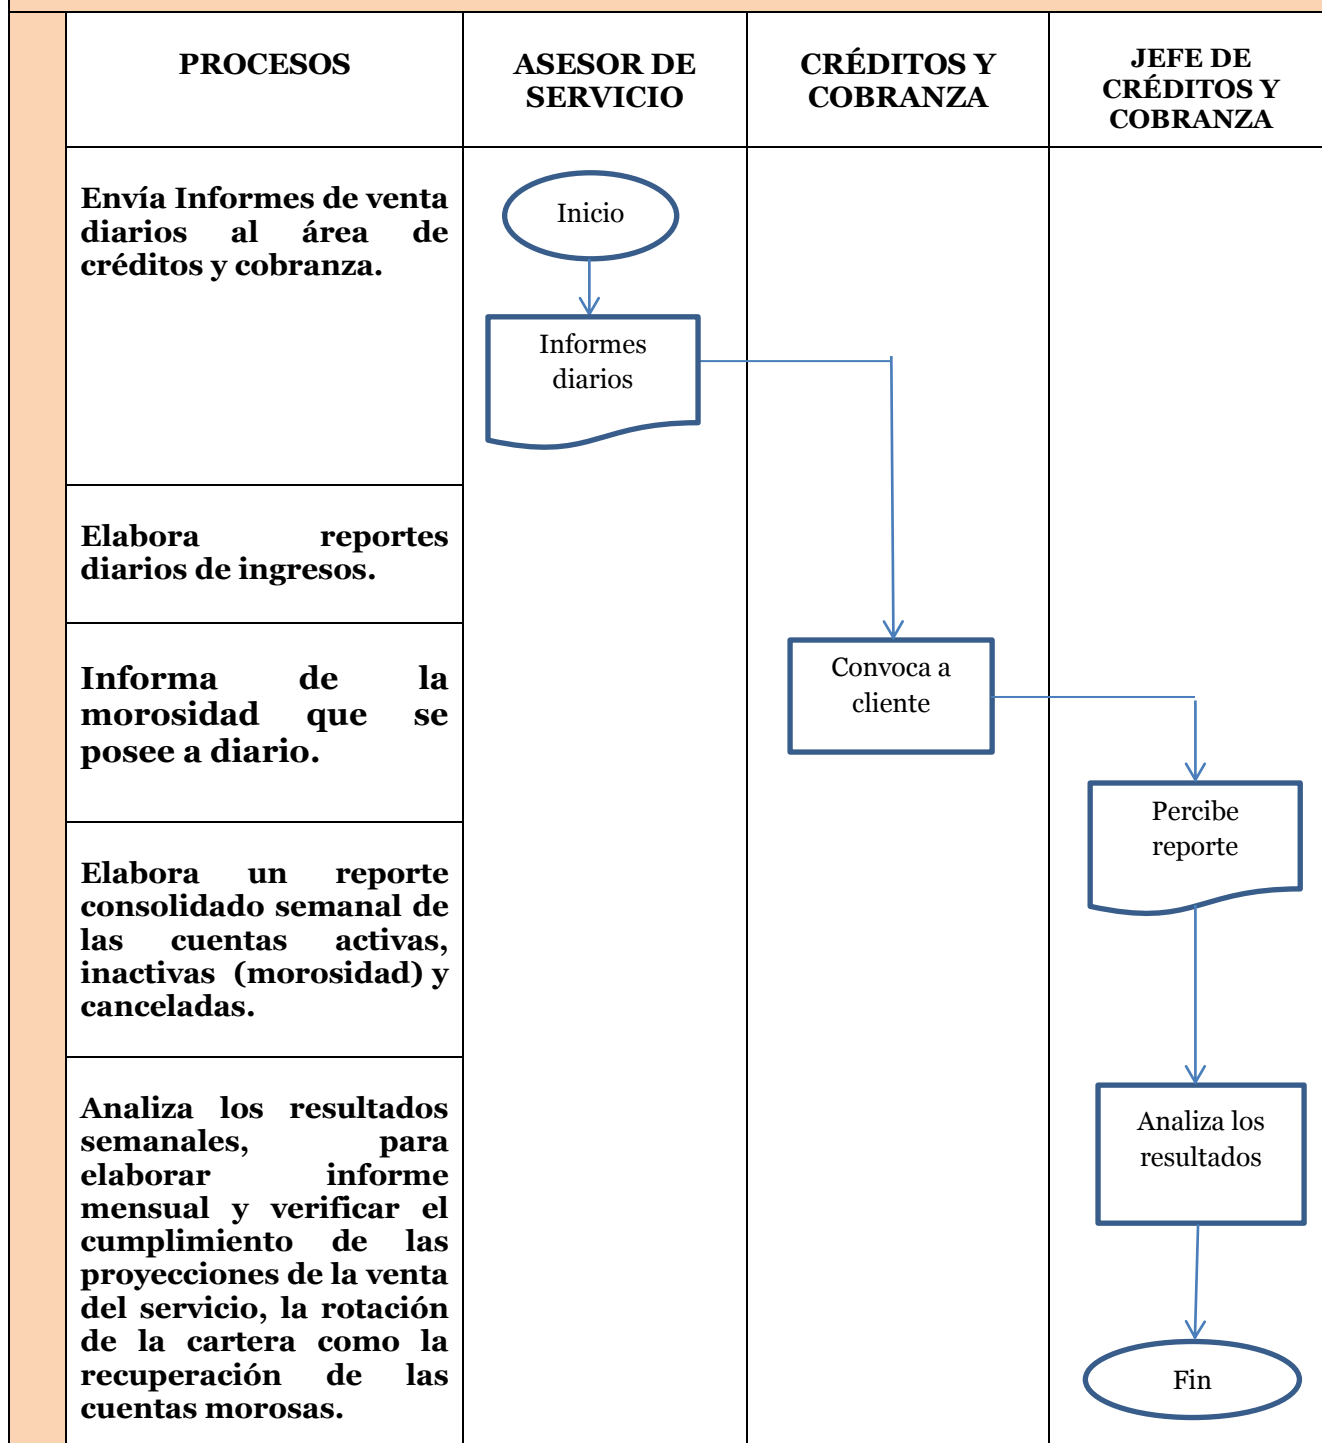 PROCESOS
ASESOR DE
SERVICIO
CRÉDITOS Y
COBRANZA
JEFE DE
CRÉDITOS Y
COBRANZA
Envía Informes de venta
diarios al área de
créditos y cobranza.
Inicio
Informes
diarios
Elabora reportes
diarios de ingresos.
Informa de la
morosidad que se
posee a diario.
Convoca a
cliente
Percibe
reporte
Elabora un reporte
consolidado semanal de
las cuentas activas,
inactivas (morosidad) y
canceladas.
Analiza los resultados
semanales, para
elaborar informe
mensual y verificar el
cumplimiento de las
proyecciones de la venta
del servicio, la rotación
de la cartera como la
recuperación de las
cuentas morosas.
Analiza los
resultados
Fin